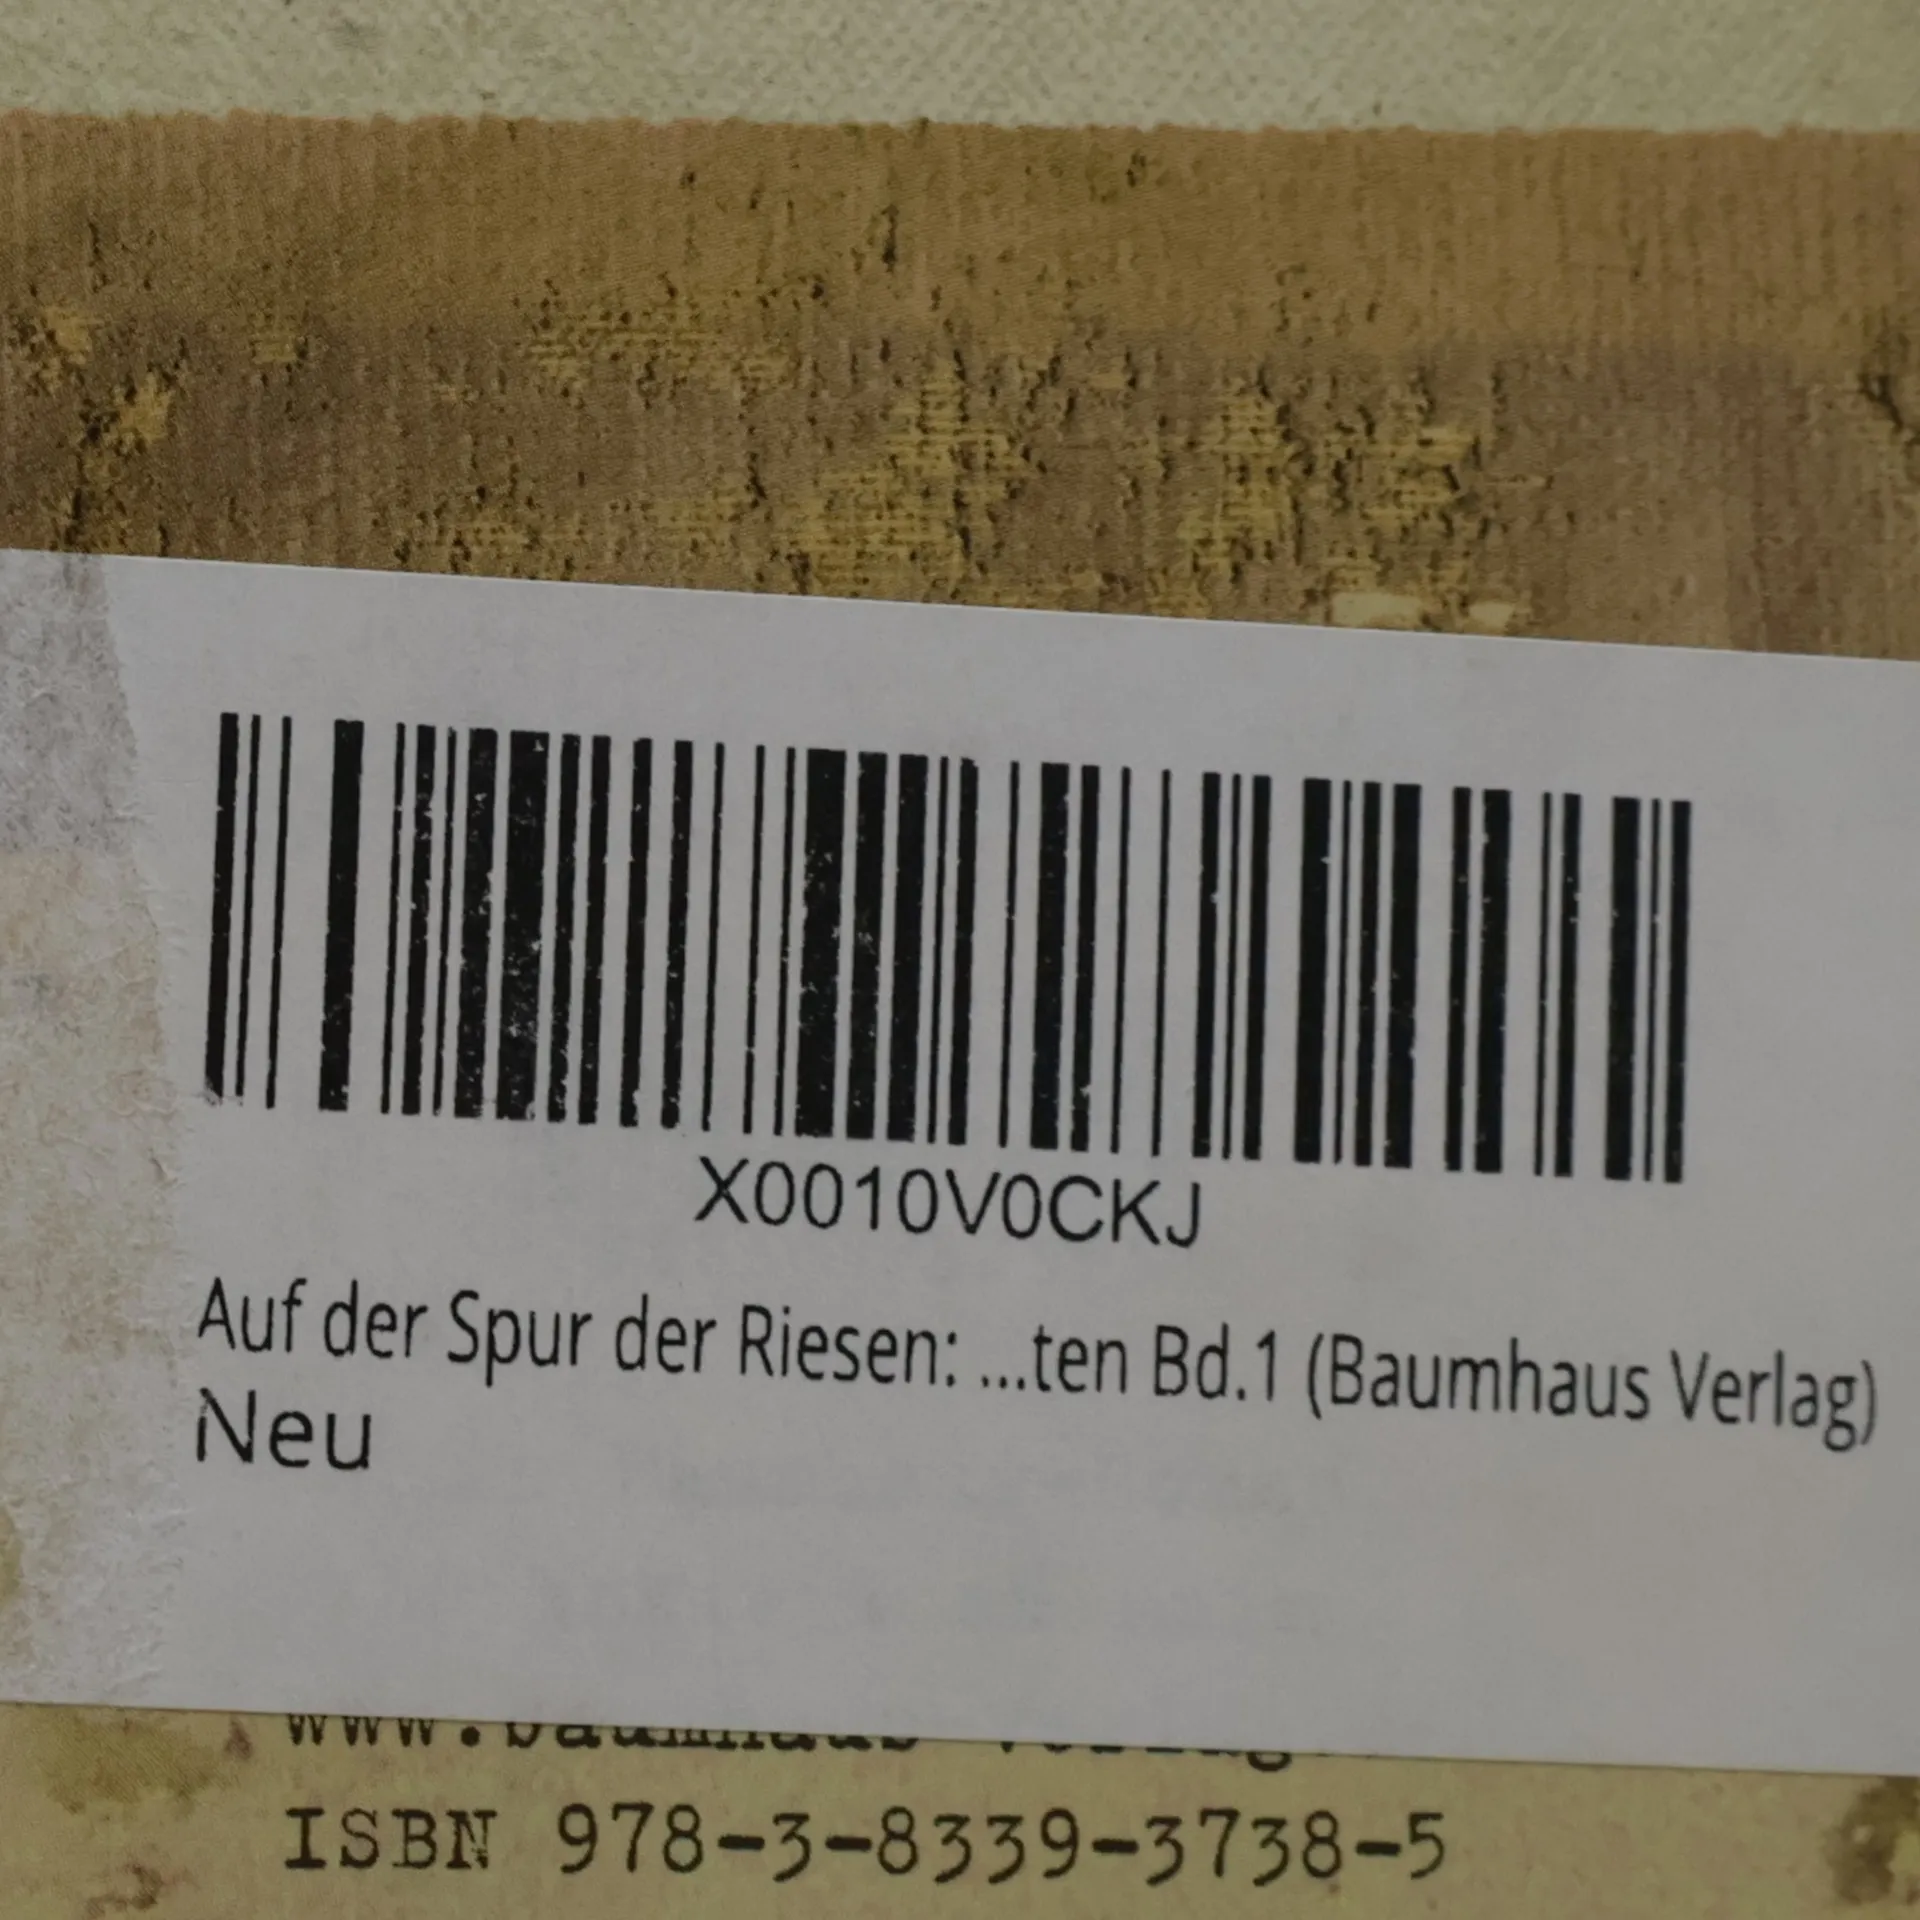 X0010V0CKJ
Auf der Spur der Riesen: ...ten Bd.1 (Baumhaus Verlag)
Neu
ISBN 978-3-8339-3738-5